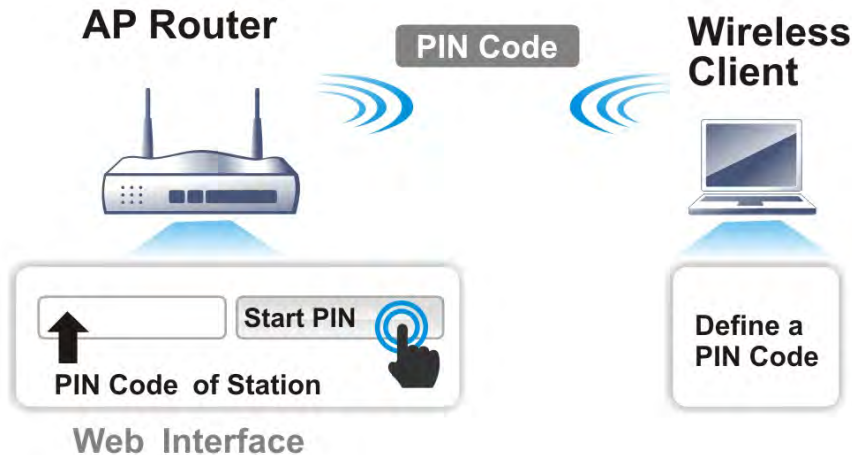 AP Router
PIN Code
Wireless
Client
Start PIN
PIN Code of Station
Web Interface
Define a
PIN Code